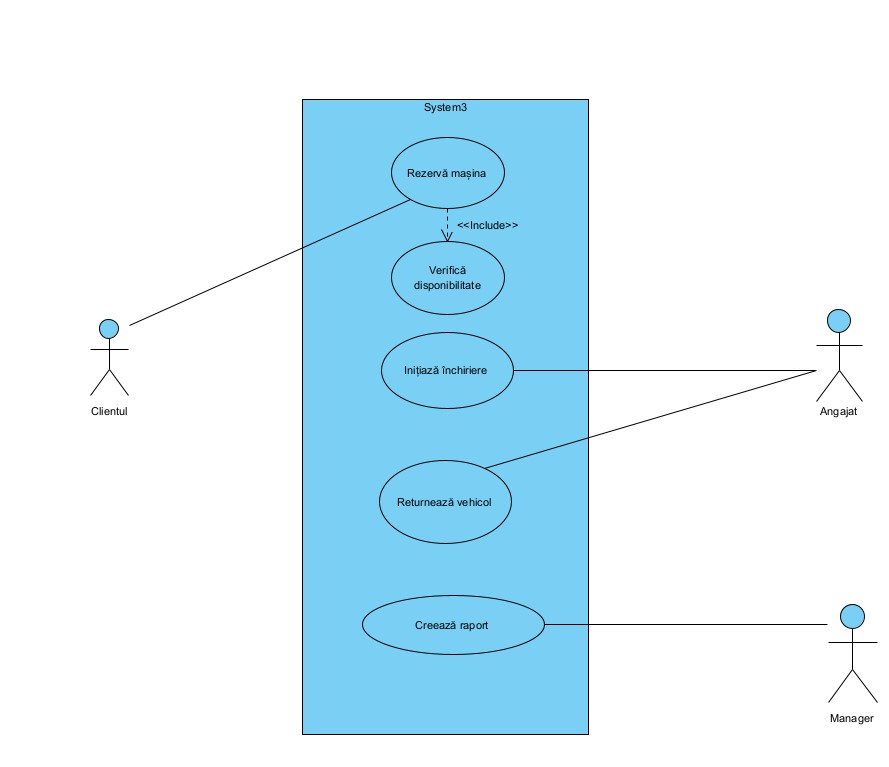 System3
Rezervă mașina
<<Include>>
Verifică
disponibilitate
Inițiază închiriere
Clientul
Angajat
Returnează vehicol
Creează raport
Manager